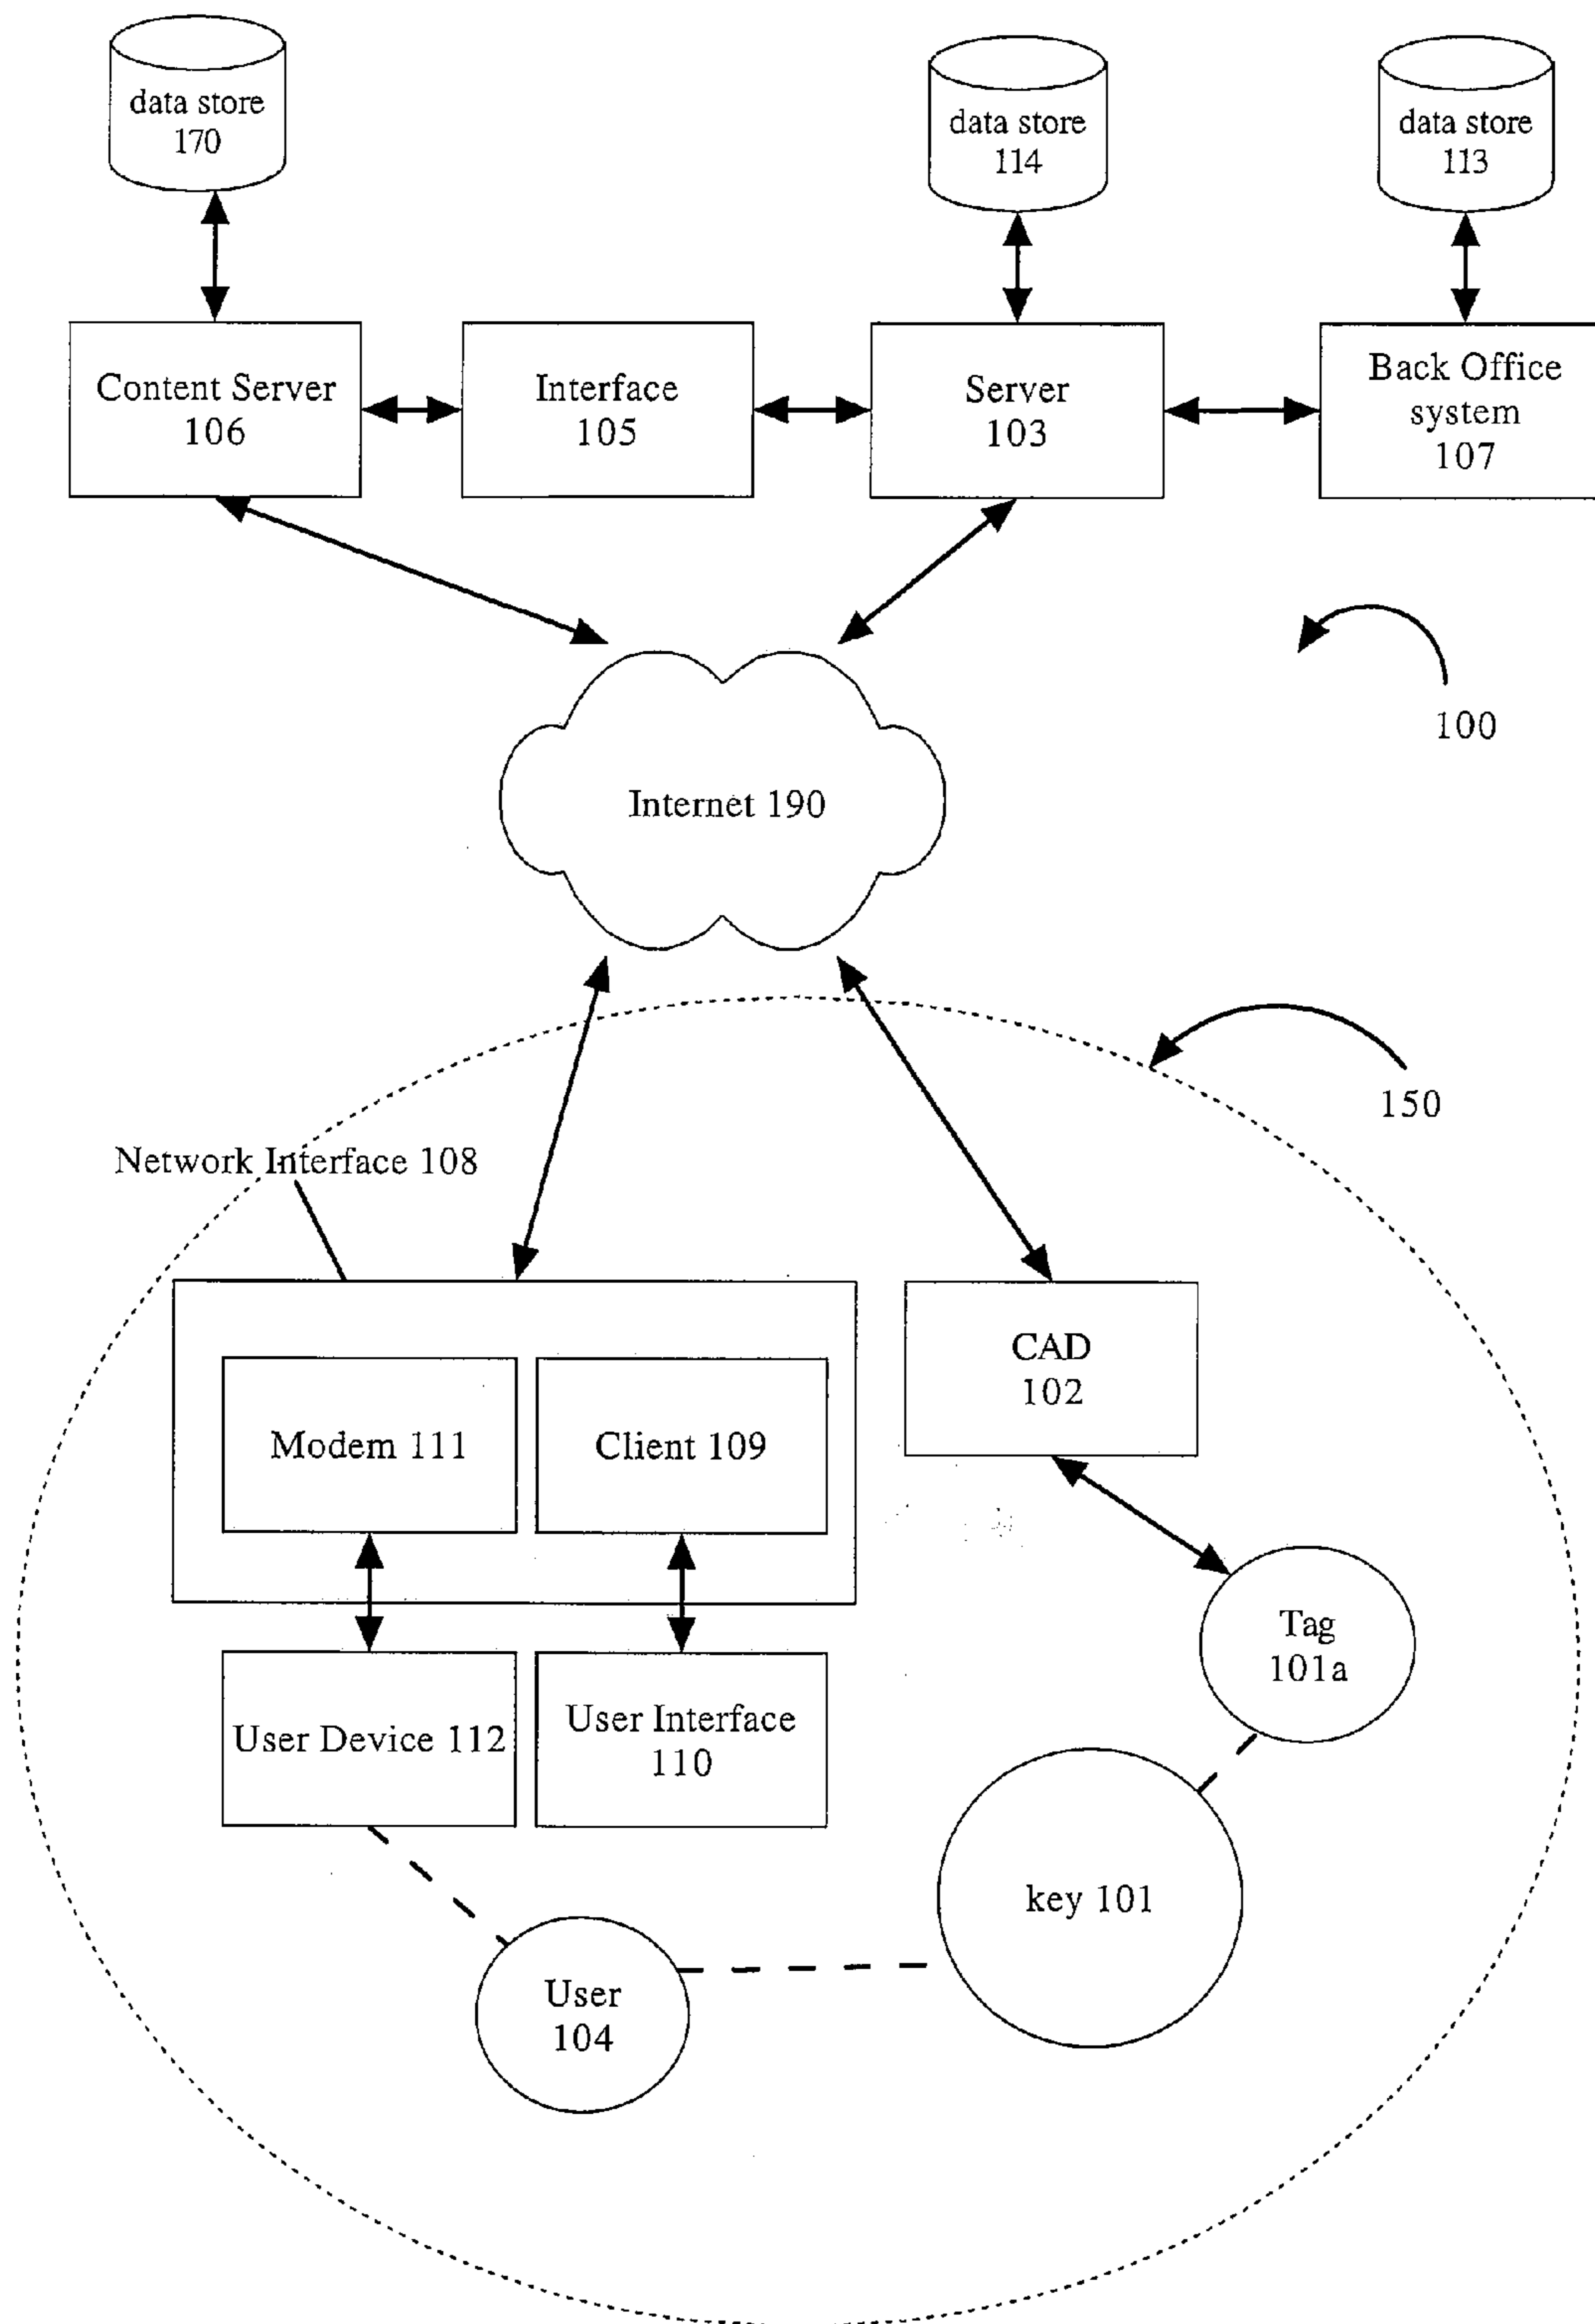 data store
170
data store
114
data store
113
Content Server
106
Interface
105
Server
103
Back Office
system
107
100
Internet 190
150
Network Interface 108
CAD
102
Modem 111
Client 109
Tag
101a
User Device 112
User Interface
110
key 101
User
104